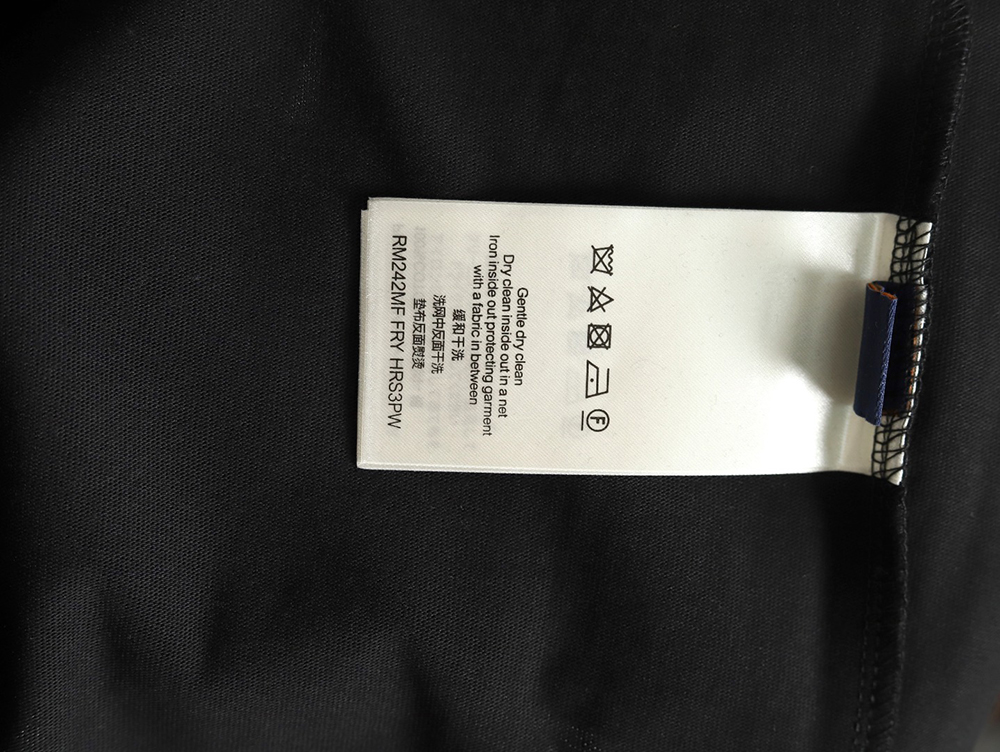 Gentle dry clean
Dry clean inside out in a net
Iron inside out protecting garment
with a fabric in between
缓和干洗
洗网中反面干洗
垫布反面熨烫
RM242MF FRY HRS3PW